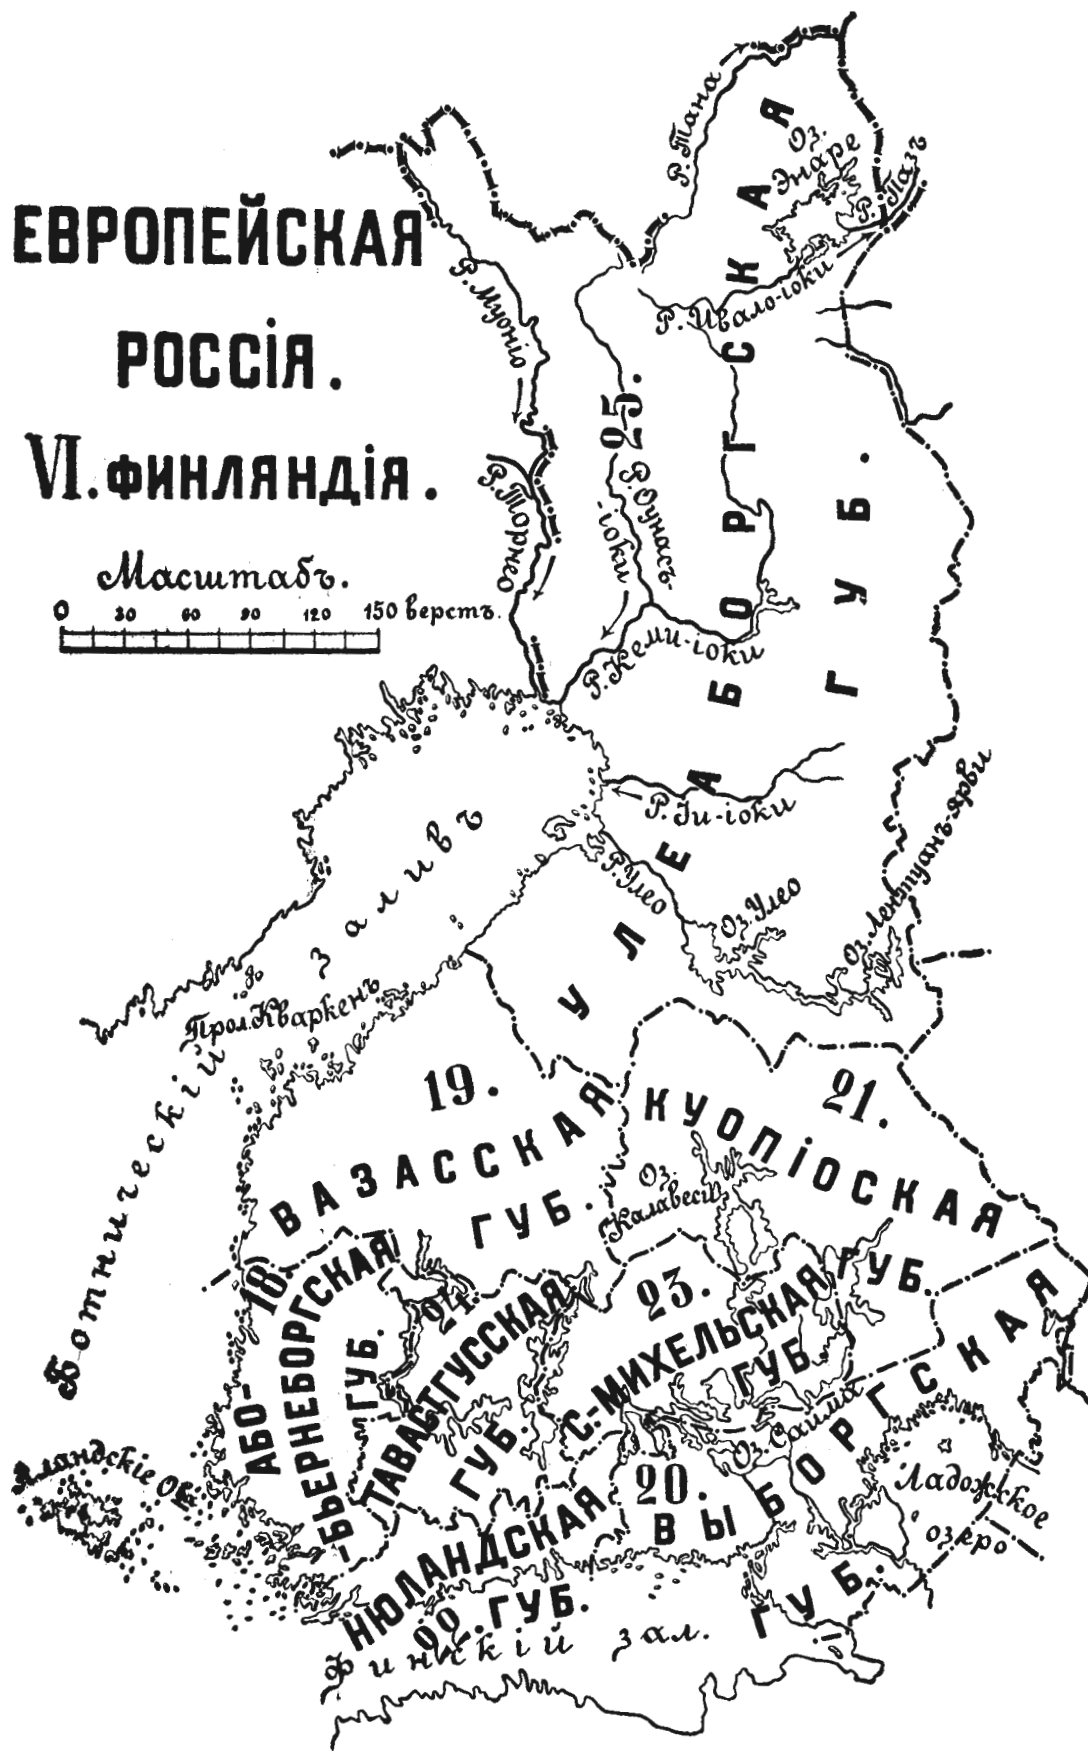 ЕВРОПЕЙСКАЯ
РОССІЯ.
VI. ФИНЛЯНДІЯ.
Масштабъ.
0 30 60 90 120 150 верстъ.
Р. Тана
Оз.
Энаре
Р. Пазъ
Р. Ивало-іоки
Р. Муоніо
25.
Р. Оунасъ-
-іоки
Р. Торнео
Р. Кеми-іоки
УЛЕАБОРГСКАЯ
ГУБ.
Р. Іи-іоки
Р. Улео
Оз. Улео
Оз. Лентуанъ-ярви
Ботническій
Заливъ
Прол. Кваркенъ
19.
ВАЗАССКАЯ
ГУБ.
21.
КУОПІОСКАЯ
ГУБ.
Оз.
Калавеси
18.
АБО-
-БЬЕРНЕБОРГСКАЯ
ГУБ.
24.
ТАВАСТГУССКАЯ
ГУБ.
23.
С.-МИХЕЛЬСКАЯ
ГУБ.
Оз. Сайма
20.
ВЫБОРГСКАЯ
ГУБ.
Ладожское
озеро
Аландскіе Ова
НЮЛАНДСКАЯ
22. ГУБ.
Финскій зал.